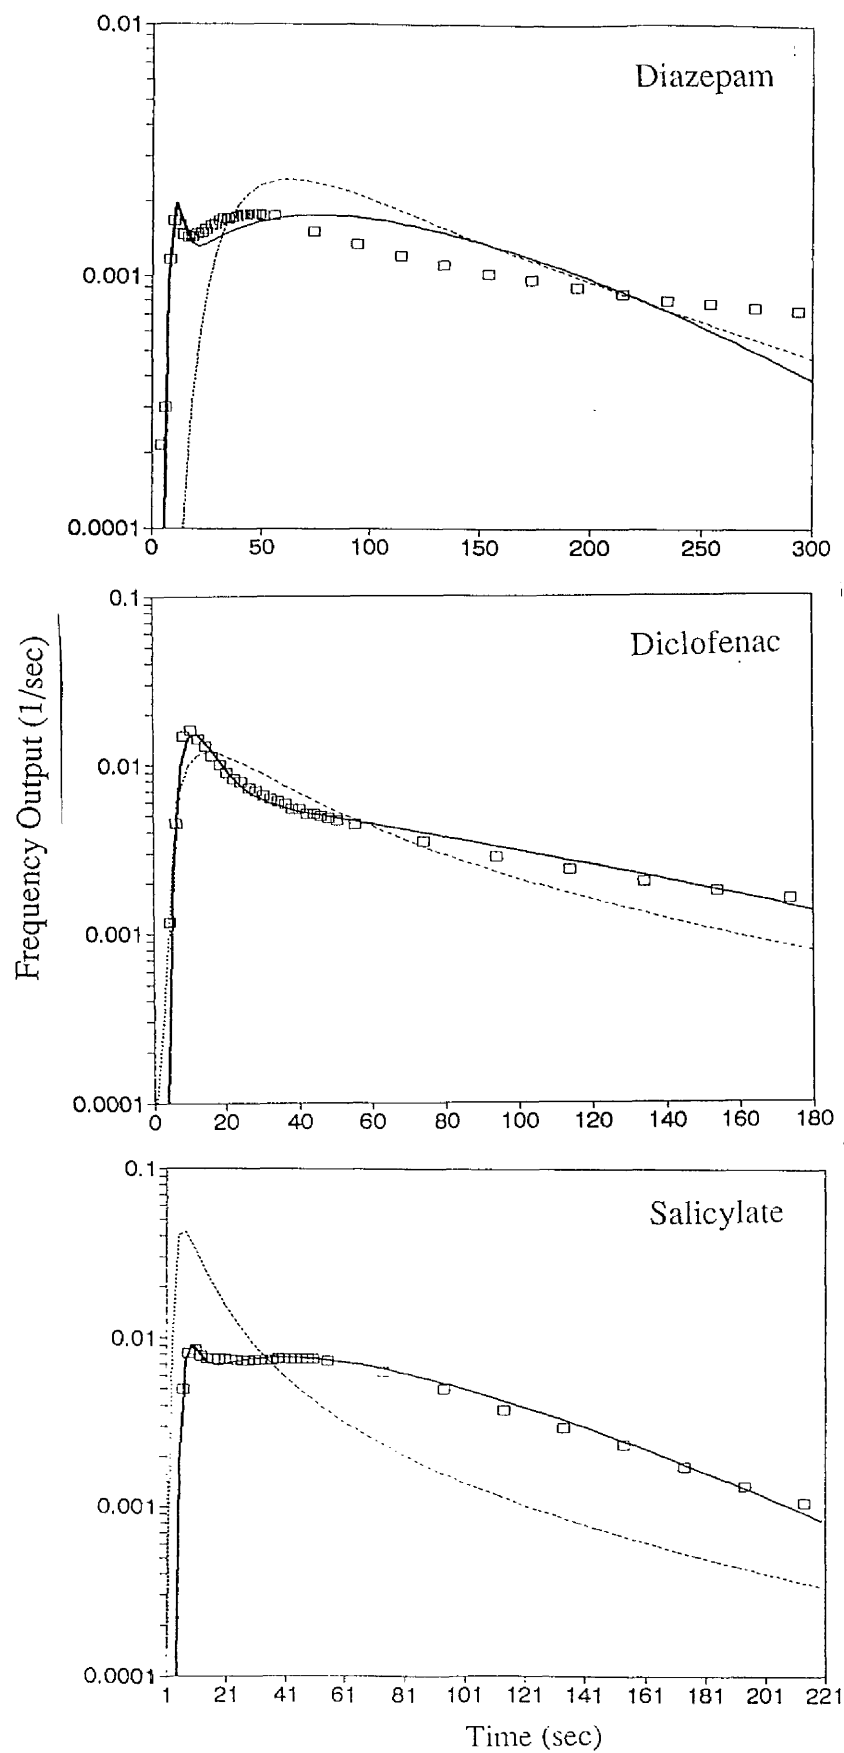 0.01
Diazepam
0.001
0.0001
0 50 100 150 200 250 300
0.1
Diclofenac
0.01
0.001
0.0001
0 20 40 60 80 100 120 140 160 180
Frequency Output (1/sec)
0.1
Salicylate
0.01
0.001
0.0001
1 21 41 61 81 101 121 141 161 181 201 221
Time (sec)